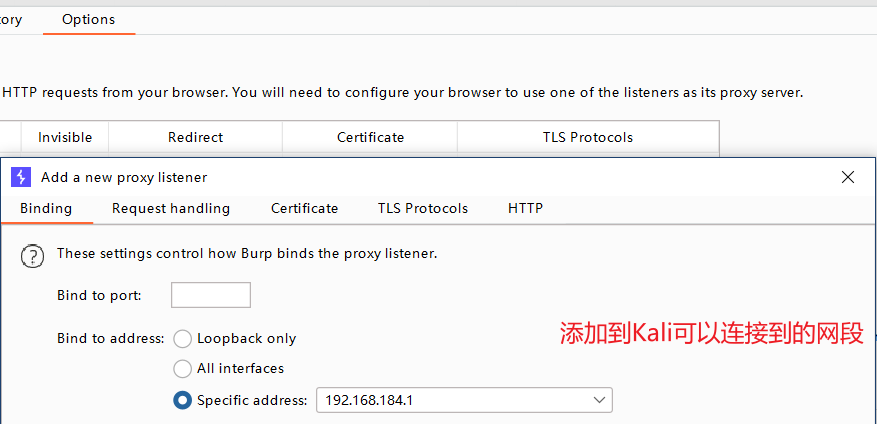 ory Options
HTTP requests from your browser. You will need to configure your browser to use one of the listeners as its proxy server.
Invisible Redirect Certificate TLS Protocols
Add a new proxy listener
Binding Request handling Certificate TLS Protocols HTTP
These settings control how Burp binds the proxy listener.
Bind to port:
添加到Kali可以连接到的网段
Bind to address: Loopback only
All interfaces
Specific address: 192.168.184.1